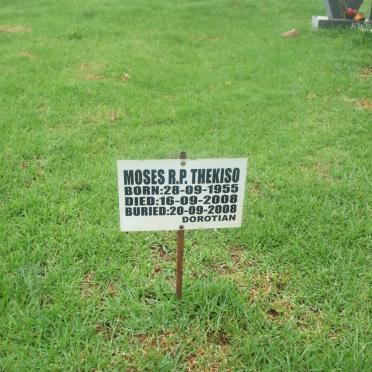 MOSES R.P. THEKISO
BORN:28-09-1955
DIED:16-09-2008
BURIED:20-09-2008
DOROTIAN